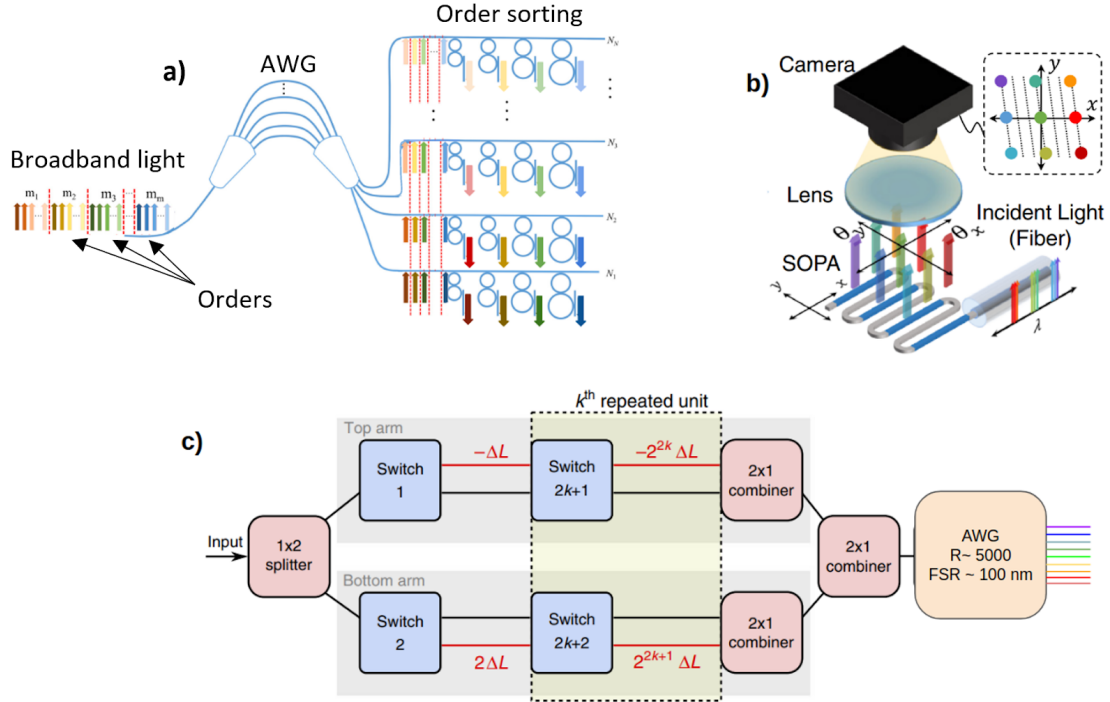 a)
Broadband light
m1
m2
m3
mm
Orders
AWG
Order sorting
NN
N3
N2
N1
b)
Camera
y
x
Lens
Incident Light
(Fiber)
θy
θx
SOPA
y
x
λ
c)
kth repeated unit
Top arm
Switch
1
−ΔL
Switch
2k+1
−2^2k ΔL
2x1
combiner
Input
1x2
splitter
2x1
combiner
AWG
R~ 5000
FSR ~ 100 nm
Bottom arm
Switch
2
2ΔL
Switch
2k+2
2^2k+1 ΔL
2x1
combiner